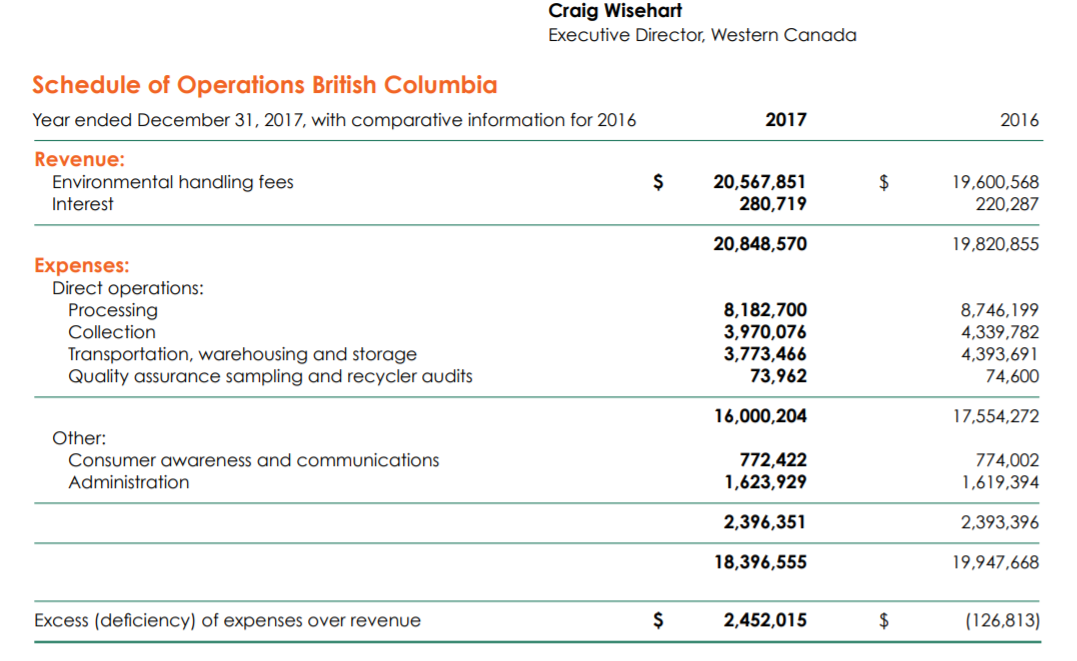 Craig Wisehart
Executive Director, Western Canada
Schedule of Operations British Columbia
Year ended December 31, 2017, with comparative information for 2016 2017 2016
Revenue:
Environmental handling fees $ 20,567,851 $ 19,600,568
Interest 280,719 220,287
20,848,570 19,820,855
Expenses:
Direct operations:
Processing 8,182,700 8,746,199
Collection 3,970,076 4,339,782
Transportation, warehousing and storage 3,773,466 4,393,691
Quality assurance sampling and recycler audits 73,962 74,600
16,000,204 17,554,272
Other:
Consumer awareness and communications 772,422 774,002
Administration 1,623,929 1,619,394
2,396,351 2,393,396
18,396,555 19,947,668
Excess (deficiency) of expenses over revenue $ 2,452,015 $ (126,813)